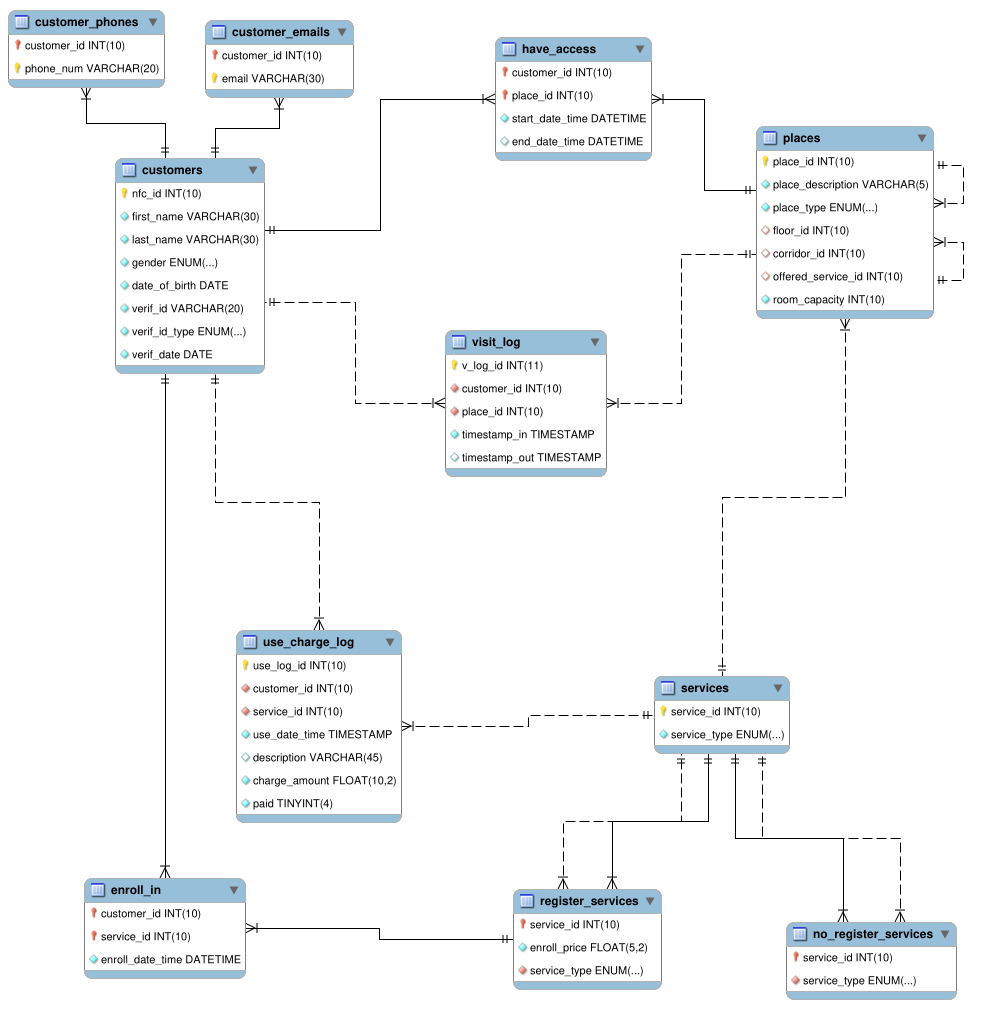 customer_phones
customer_id INT(10)
phone_num VARCHAR(20)
customer_emails
customer_id INT(10)
email VARCHAR(30)
have_access
customer_id INT(10)
place_id INT(10)
start_date_time DATETIME
end_date_time DATETIME
places
place_id INT(10)
place_description VARCHAR(5)
place_type ENUM(...)
floor_id INT(10)
corridor_id INT(10)
offered_service_id INT(10)
room_capacity INT(10)
customers
nfc_id INT(10)
first_name VARCHAR(30)
last_name VARCHAR(30)
gender ENUM(...)
date_of_birth DATE
verif_id VARCHAR(20)
verif_id_type ENUM(...)
verif_date DATE
visit_log
v_log_id INT(11)
customer_id INT(10)
place_id INT(10)
timestamp_in TIMESTAMP
timestamp_out TIMESTAMP
use_charge_log
use_log_id INT(10)
customer_id INT(10)
service_id INT(10)
use_date_time TIMESTAMP
description VARCHAR(45)
charge_amount FLOAT(10,2)
paid TINYINT(4)
services
service_id INT(10)
service_type ENUM(...)
enroll_in
customer_id INT(10)
service_id INT(10)
enroll_date_time DATETIME
register_services
service_id INT(10)
enroll_price FLOAT(5,2)
service_type ENUM(...)
no_register_services
service_id INT(10)
service_type ENUM(...)